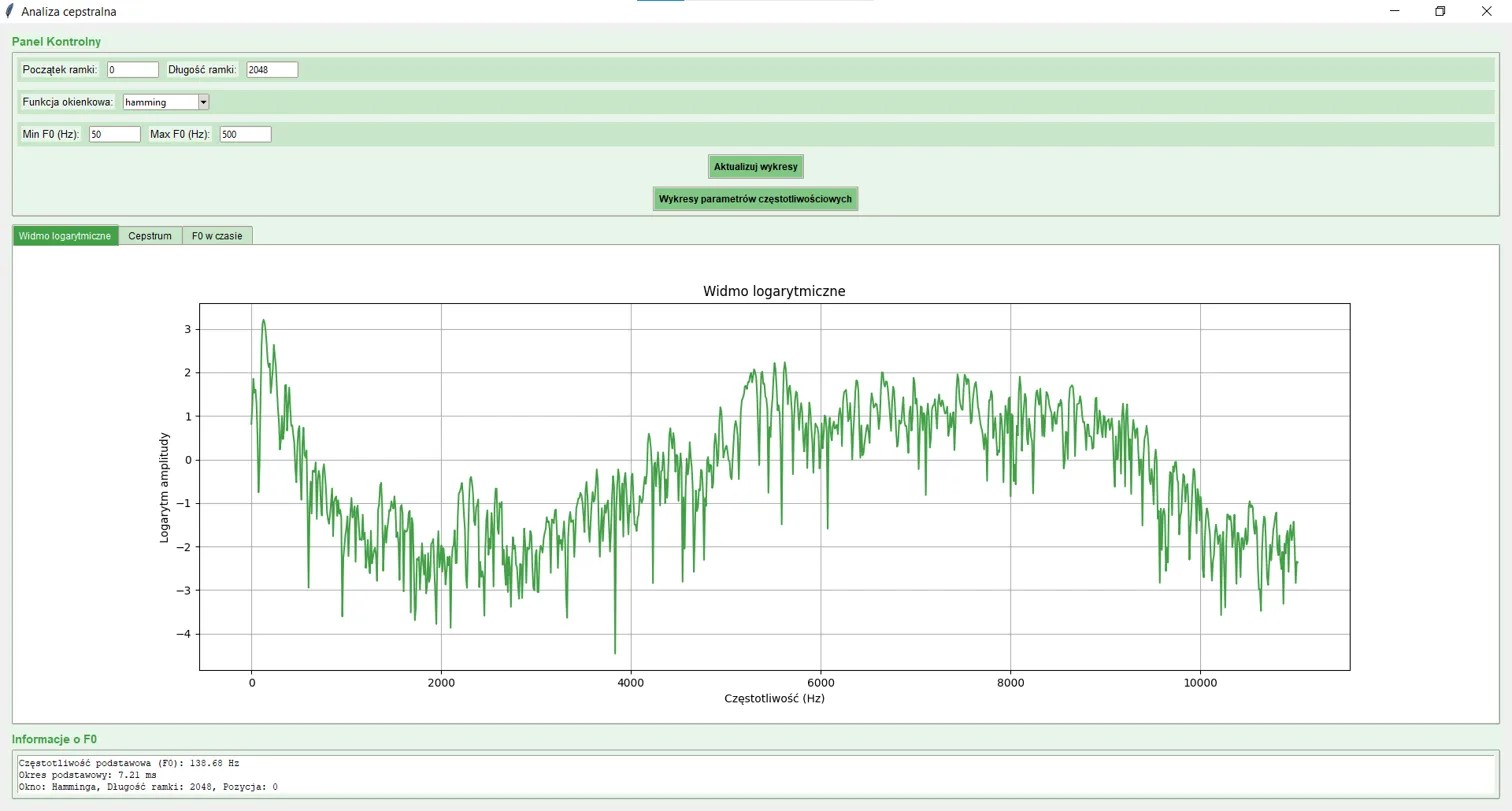 Analiza cepstralna
Panel Kontrolny
Początek ramki: 0 Długość ramki: 2048
Funkcja okienkowa: hamming
Min F0 (Hz): 50 Max F0 (Hz): 500
Aktualizuj wykresy
Wykresy parametrów częstotliwościowych
Widmo logarytmiczne Cepstrum F0 w czasie
Widmo logarytmiczne
Logarytm amplitudy
3
2
1
0
−1
−2
−3
−4
0 2000 4000 6000 8000 10000
Częstotliwość (Hz)
Informacje o F0
Częstotliwość podstawowa (F0): 138.68 Hz
Okres podstawowy: 7.21 ms
Okno: Hamminga, Długość ramki: 2048, Pozycja: 0